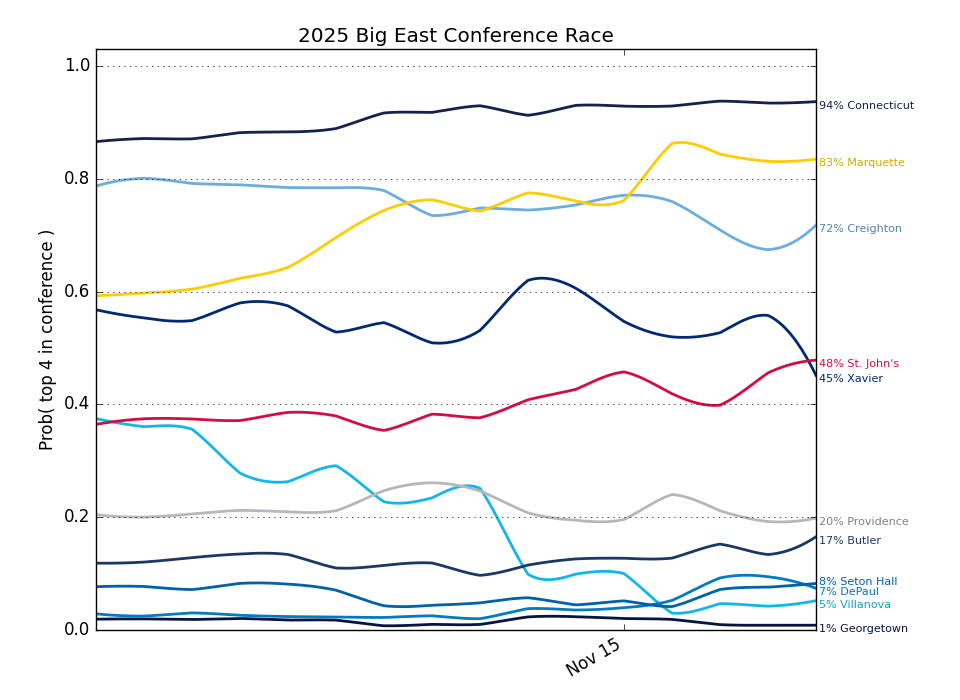 2025 Big East Conference Race
Prob( top 4 in conference )
1.0
0.8
0.6
0.4
0.2
0.0
Nov 15
94% Connecticut
83% Marquette
72% Creighton
48% St. John's
45% Xavier
20% Providence
17% Butler
8% Seton Hall
7% DePaul
5% Villanova
1% Georgetown